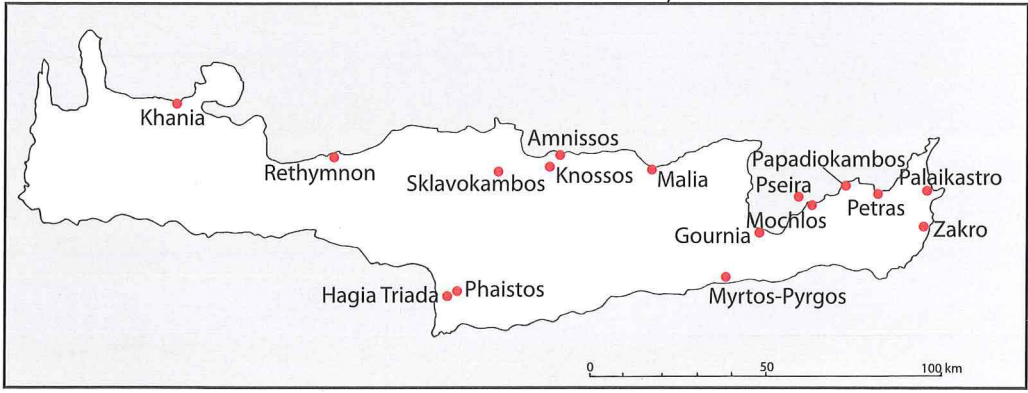 Khania
Amnissos
Rethymnon
Sklavokambos
Knossos
Malia
Papadiokambos
Pseira
Palaikastro
Mochlos
Petras
Gournia
Zakro
Hagia Triada
Phaistos
Myrtos-Pyrgos
0 50 100 km